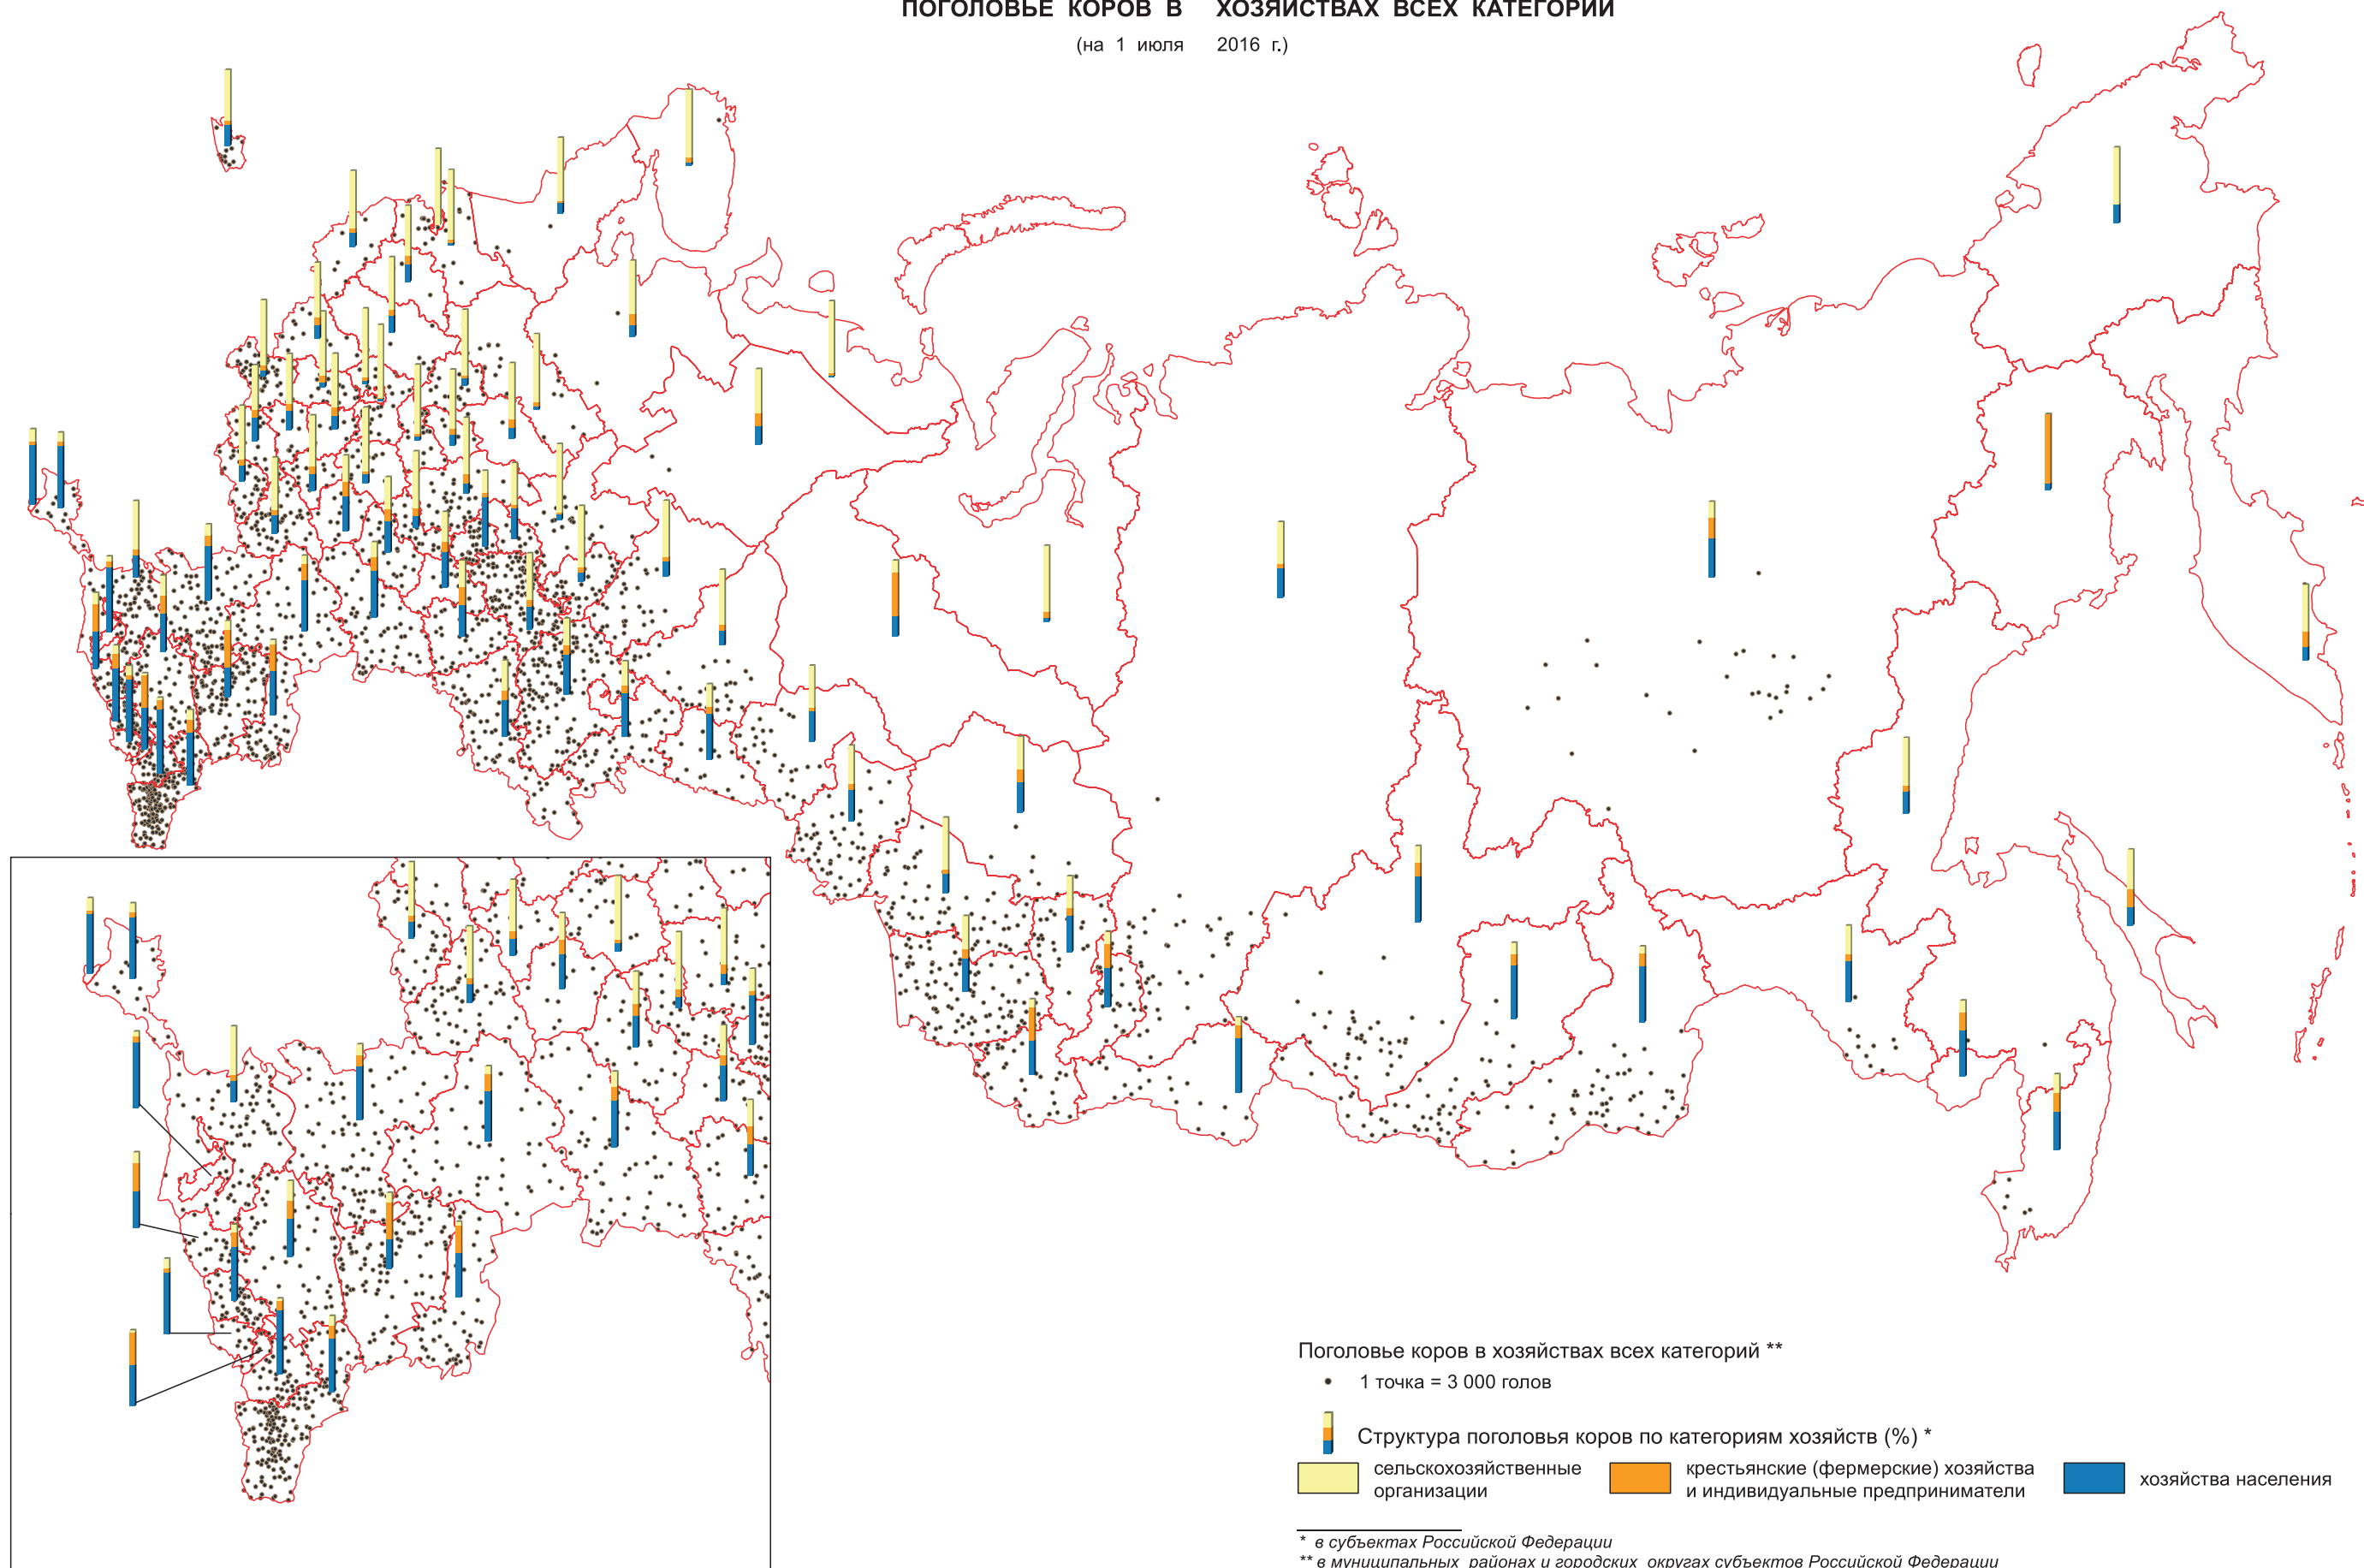 ПОГОЛОВЬЕ КОРОВ В ХОЗЯЙСТВАХ ВСЕХ КАТЕГОРИЙ
(на 1 июля 2016 г.)
Поголовье коров в хозяйствах всех категорий **
1 точка = 3 000 голов
Структура поголовья коров по категориям хозяйств (%) *
сельскохозяйственные
организации
крестьянские (фермерские) хозяйства
и индивидуальные предприниматели
хозяйства населения
* в субъектах Российской Федерации
** в муниципальных районах и городских округах субъектов Российской Федерации